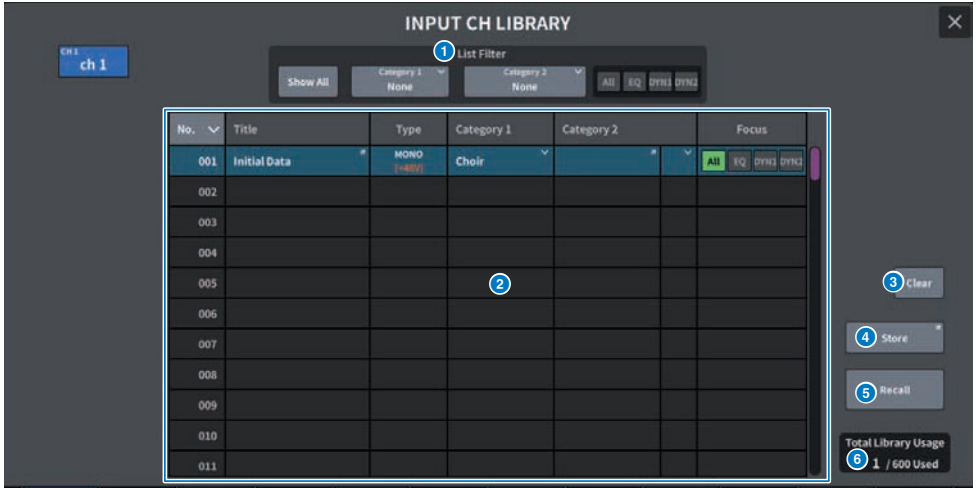 INPUT CH LIBRARY
CH 1
ch 1
1 List Filter
Show All
Category 1
None
Category 2
None
All EQ DYN1 DYN2
No. Title Type Category 1 Category 2 Focus
001 Initial Data MONO [+48V] Choir All EQ DYN1 DYN2
002
003
004
005 2
006
007
008
009
010
011
3 Clear
4 Store
5 Recall
Total Library Usage
6 1 / 600 Used